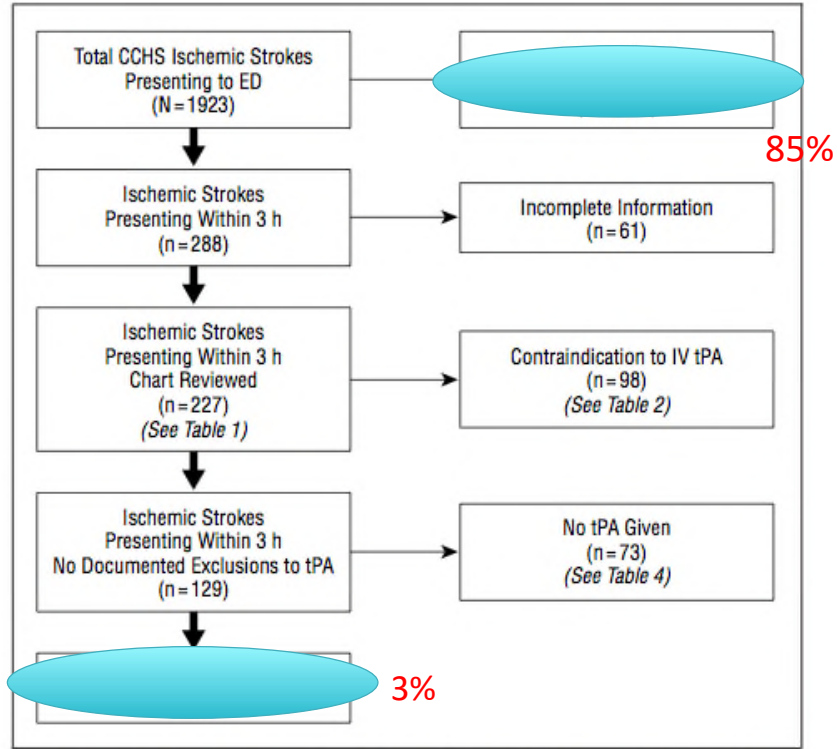 Total CCHS Ischemic Strokes
Presenting to ED
(N=1923)
85%
Ischemic Strokes
Presenting Within 3 h
(n=288)
Incomplete Information
(n=61)
Ischemic Strokes
Presenting Within 3 h
Chart Reviewed
(n=227)
(See Table 1)
Contraindication to IV tPA
(n=98)
(See Table 2)
Ischemic Strokes
Presenting Within 3 h
No Documented Exclusions to tPA
(n=129)
No tPA Given
(n=73)
(See Table 4)
3%